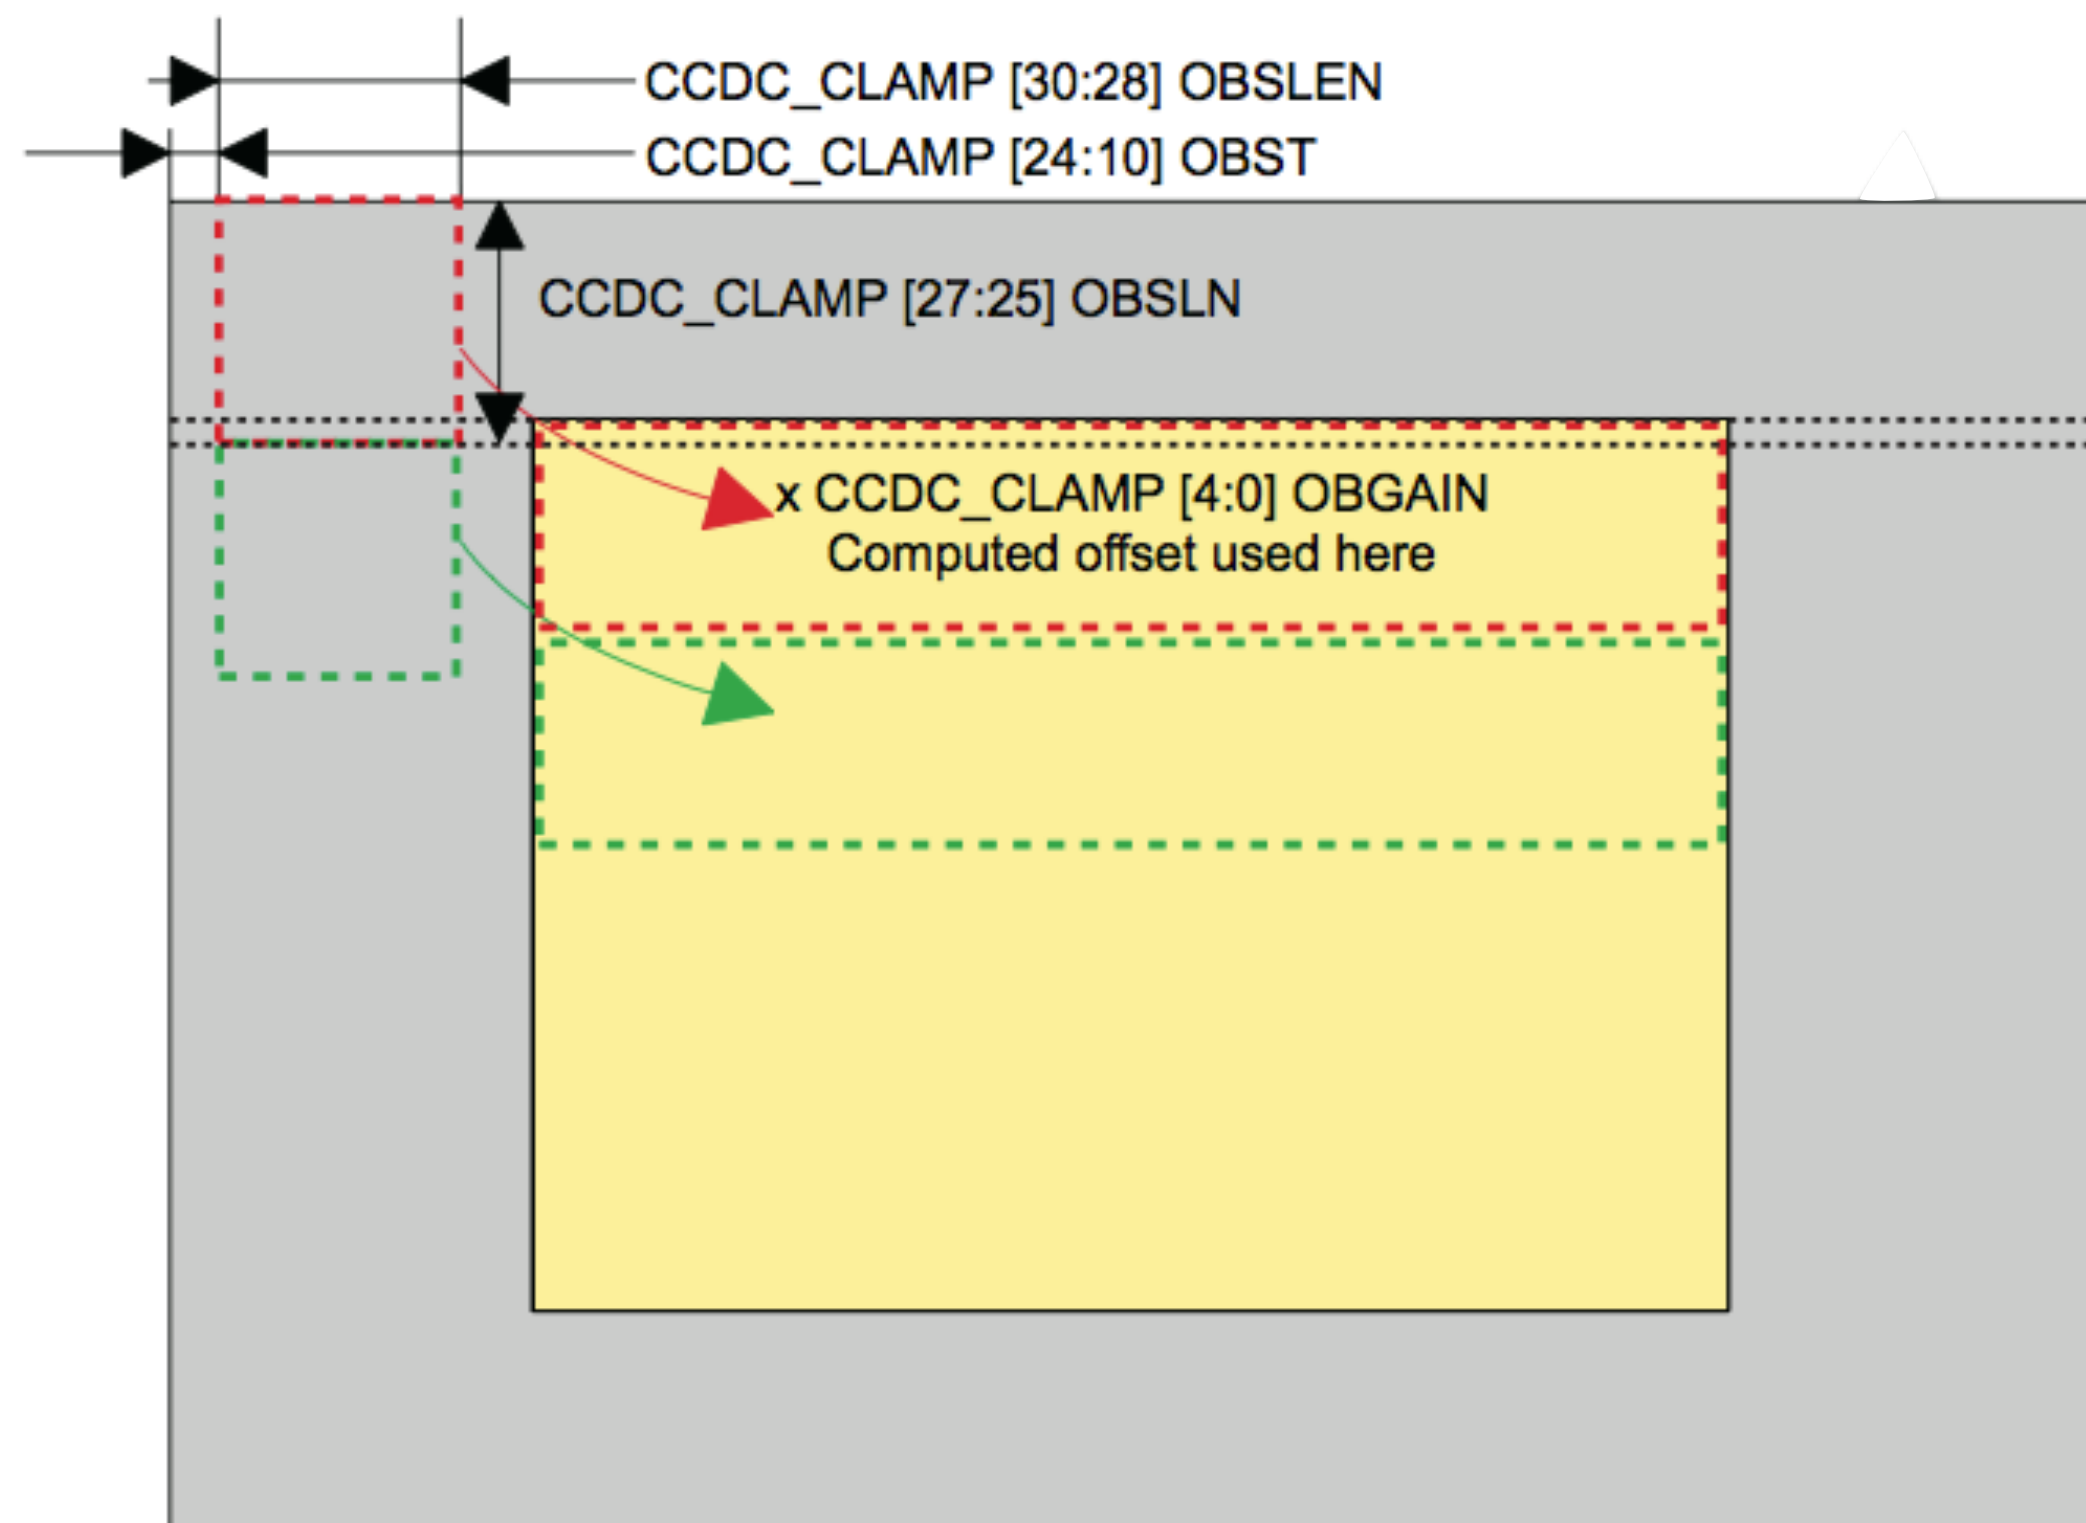 CCDC_CLAMP [30:28] OBSLEN
CCDC_CLAMP [24:10] OBST
CCDC_CLAMP [27:25] OBSLN
x CCDC_CLAMP [4:0] OBGAIN
Computed offset used here